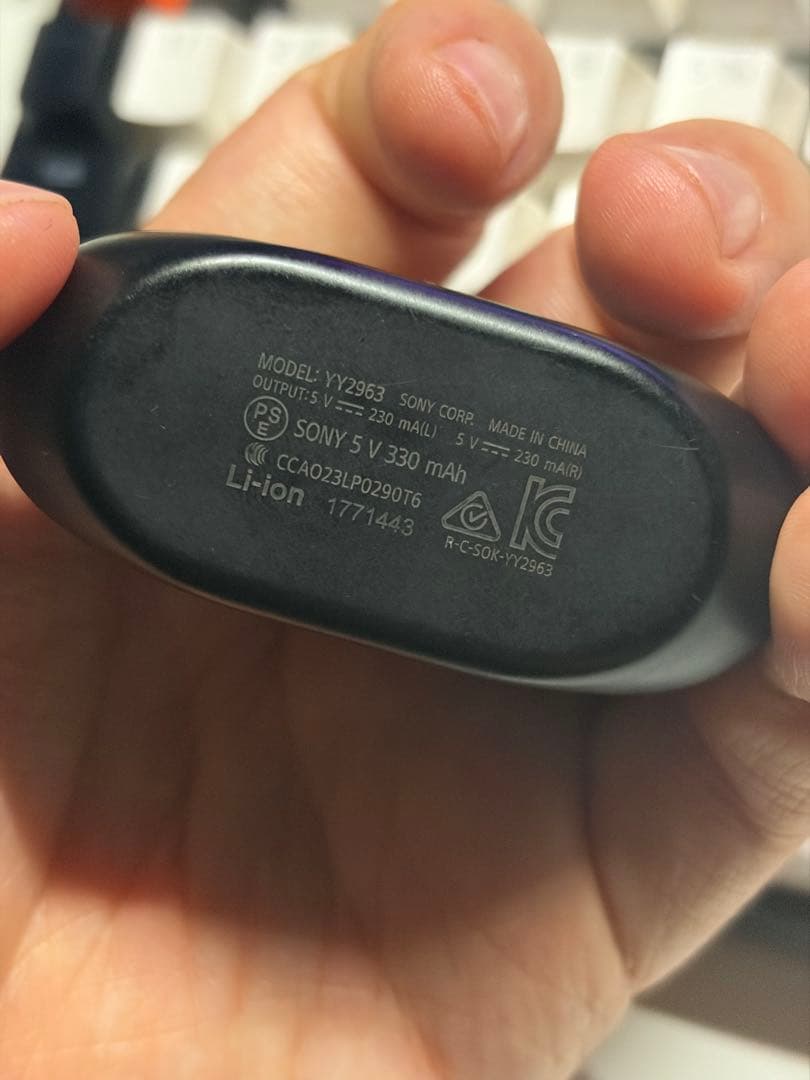 MODEL: YY2963 SONY CORP. MADE IN CHINA
OUTPUT: 5 V 230 mA(L) 5 V 230 mA(R)
PS E SONY 5 V 330 mAh
CCAO23LP0290T6
Li-ion 1771443
R-C-SOK-YY2963